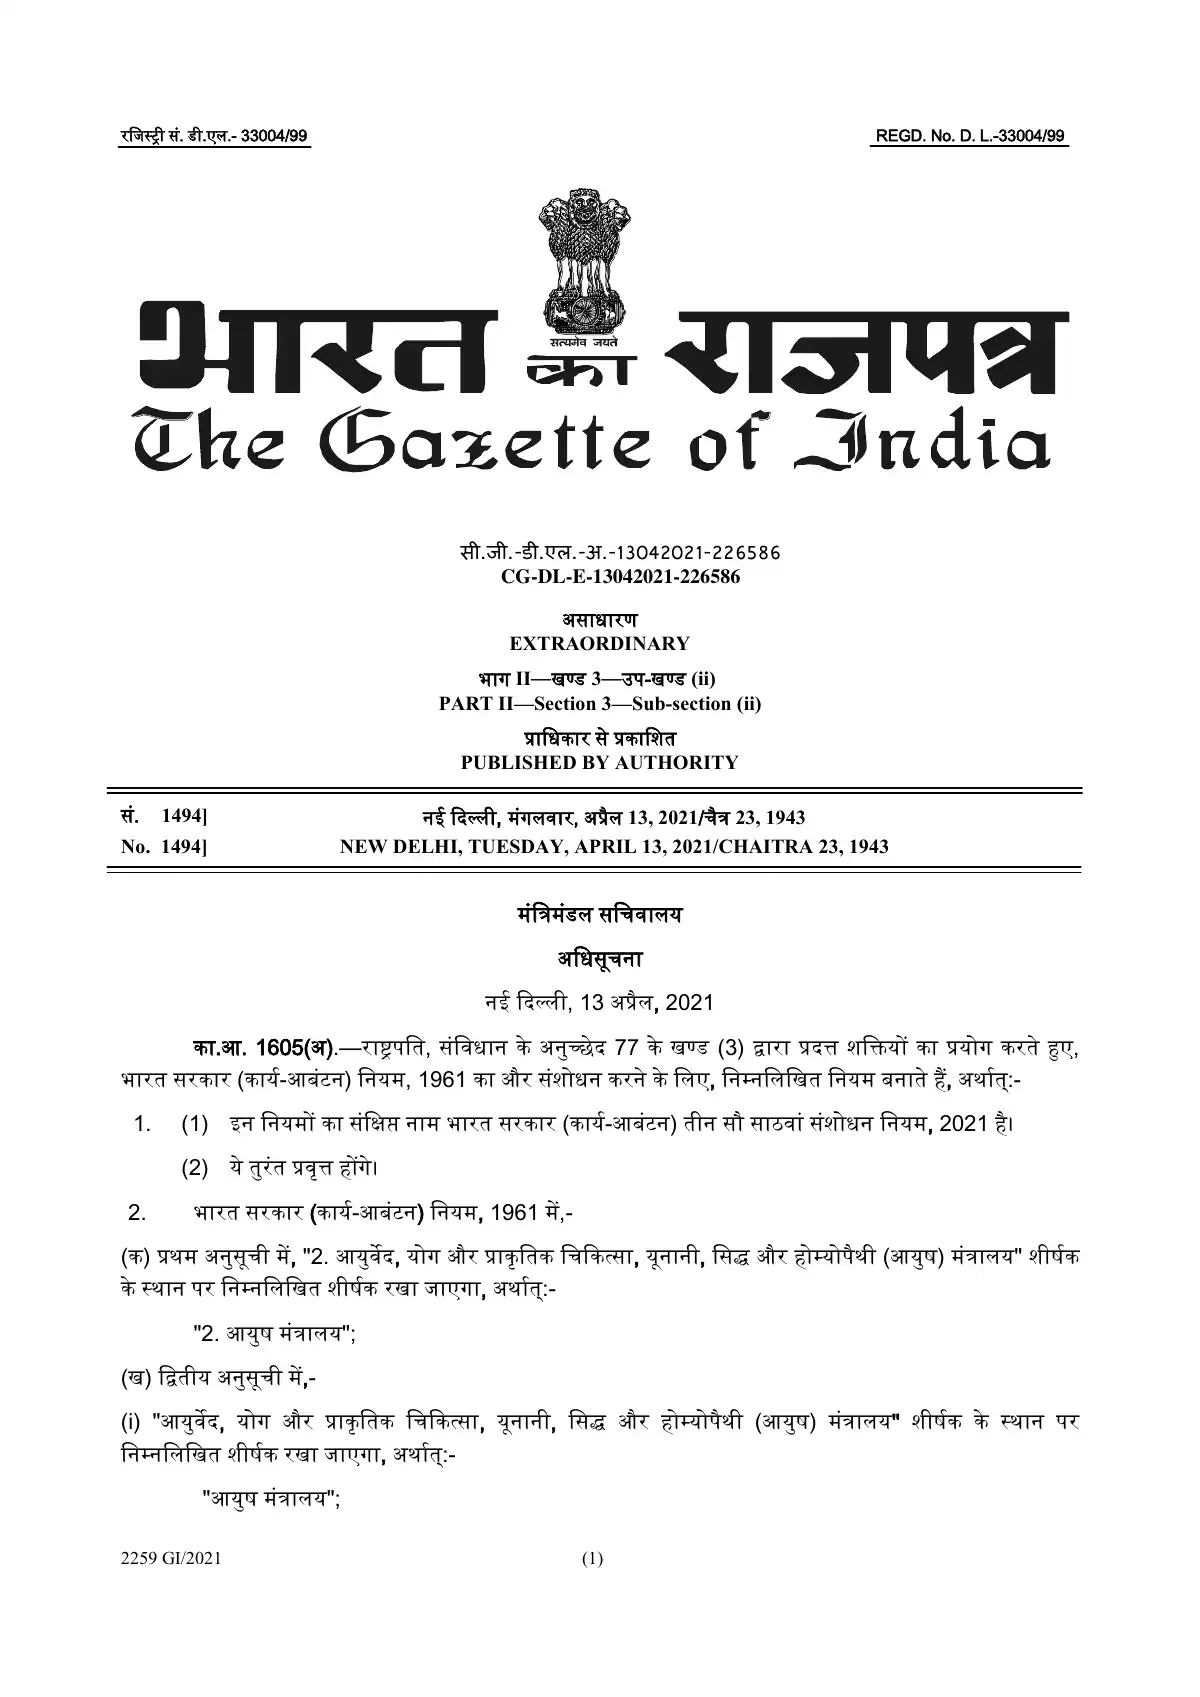 रजिस्ट्री सं. डी.एल.- 33004/99
REGD. No. D. L.-33004/99
सत्यमेव जयते
भारत का राजपत्र
The Gazette of India
सी.जी.-डी.एल.-अ.-13042021-226586
CG-DL-E-13042021-226586
असाधारण
EXTRAORDINARY
भाग II—खण्ड 3—उप-खण्ड (ii)
PART II—Section 3—Sub-section (ii)
प्राधिकार से प्रकाशित
PUBLISHED BY AUTHORITY
सं. 1494] नई दिल्ली, मंगलवार, अप्रैल 13, 2021/चैत्र 23, 1943
No. 1494] NEW DELHI, TUESDAY, APRIL 13, 2021/CHAITRA 23, 1943
मंत्रिमंडल सचिवालय
अधिसूचना
नई दिल्ली, 13 अप्रैल, 2021
का.आ. 1605(अ).—राष्ट्रपति, संविधान के अनुच्छेद 77 के खण्ड (3) द्वारा प्रदत्त शक्तियों का प्रयोग करते हुए,
भारत सरकार (कार्य-आबंटन) नियम, 1961 का और संशोधन करने के लिए, निम्नलिखित नियम बनाते हैं, अर्थात्:-
1. (1) इन नियमों का संक्षिप्त नाम भारत सरकार (कार्य-आबंटन) तीन सौ साठवां संशोधन नियम, 2021 है।
(2) ये तुरंत प्रवृत्त होंगे।
2. भारत सरकार (कार्य-आबंटन) नियम, 1961 में,-
(क) प्रथम अनुसूची में, "2. आयुर्वेद, योग और प्राकृतिक चिकित्सा, यूनानी, सिद्ध और होम्योपैथी (आयुष) मंत्रालय" शीर्षक
के स्थान पर निम्नलिखित शीर्षक रखा जाएगा, अर्थात्:-
"2. आयुष मंत्रालय";
(ख) द्वितीय अनुसूची में,-
(i) "आयुर्वेद, योग और प्राकृतिक चिकित्सा, यूनानी, सिद्ध और होम्योपैथी (आयुष) मंत्रालय" शीर्षक के स्थान पर
निम्नलिखित शीर्षक रखा जाएगा, अर्थात्:-
"आयुष मंत्रालय";
2259 GI/2021 (1)